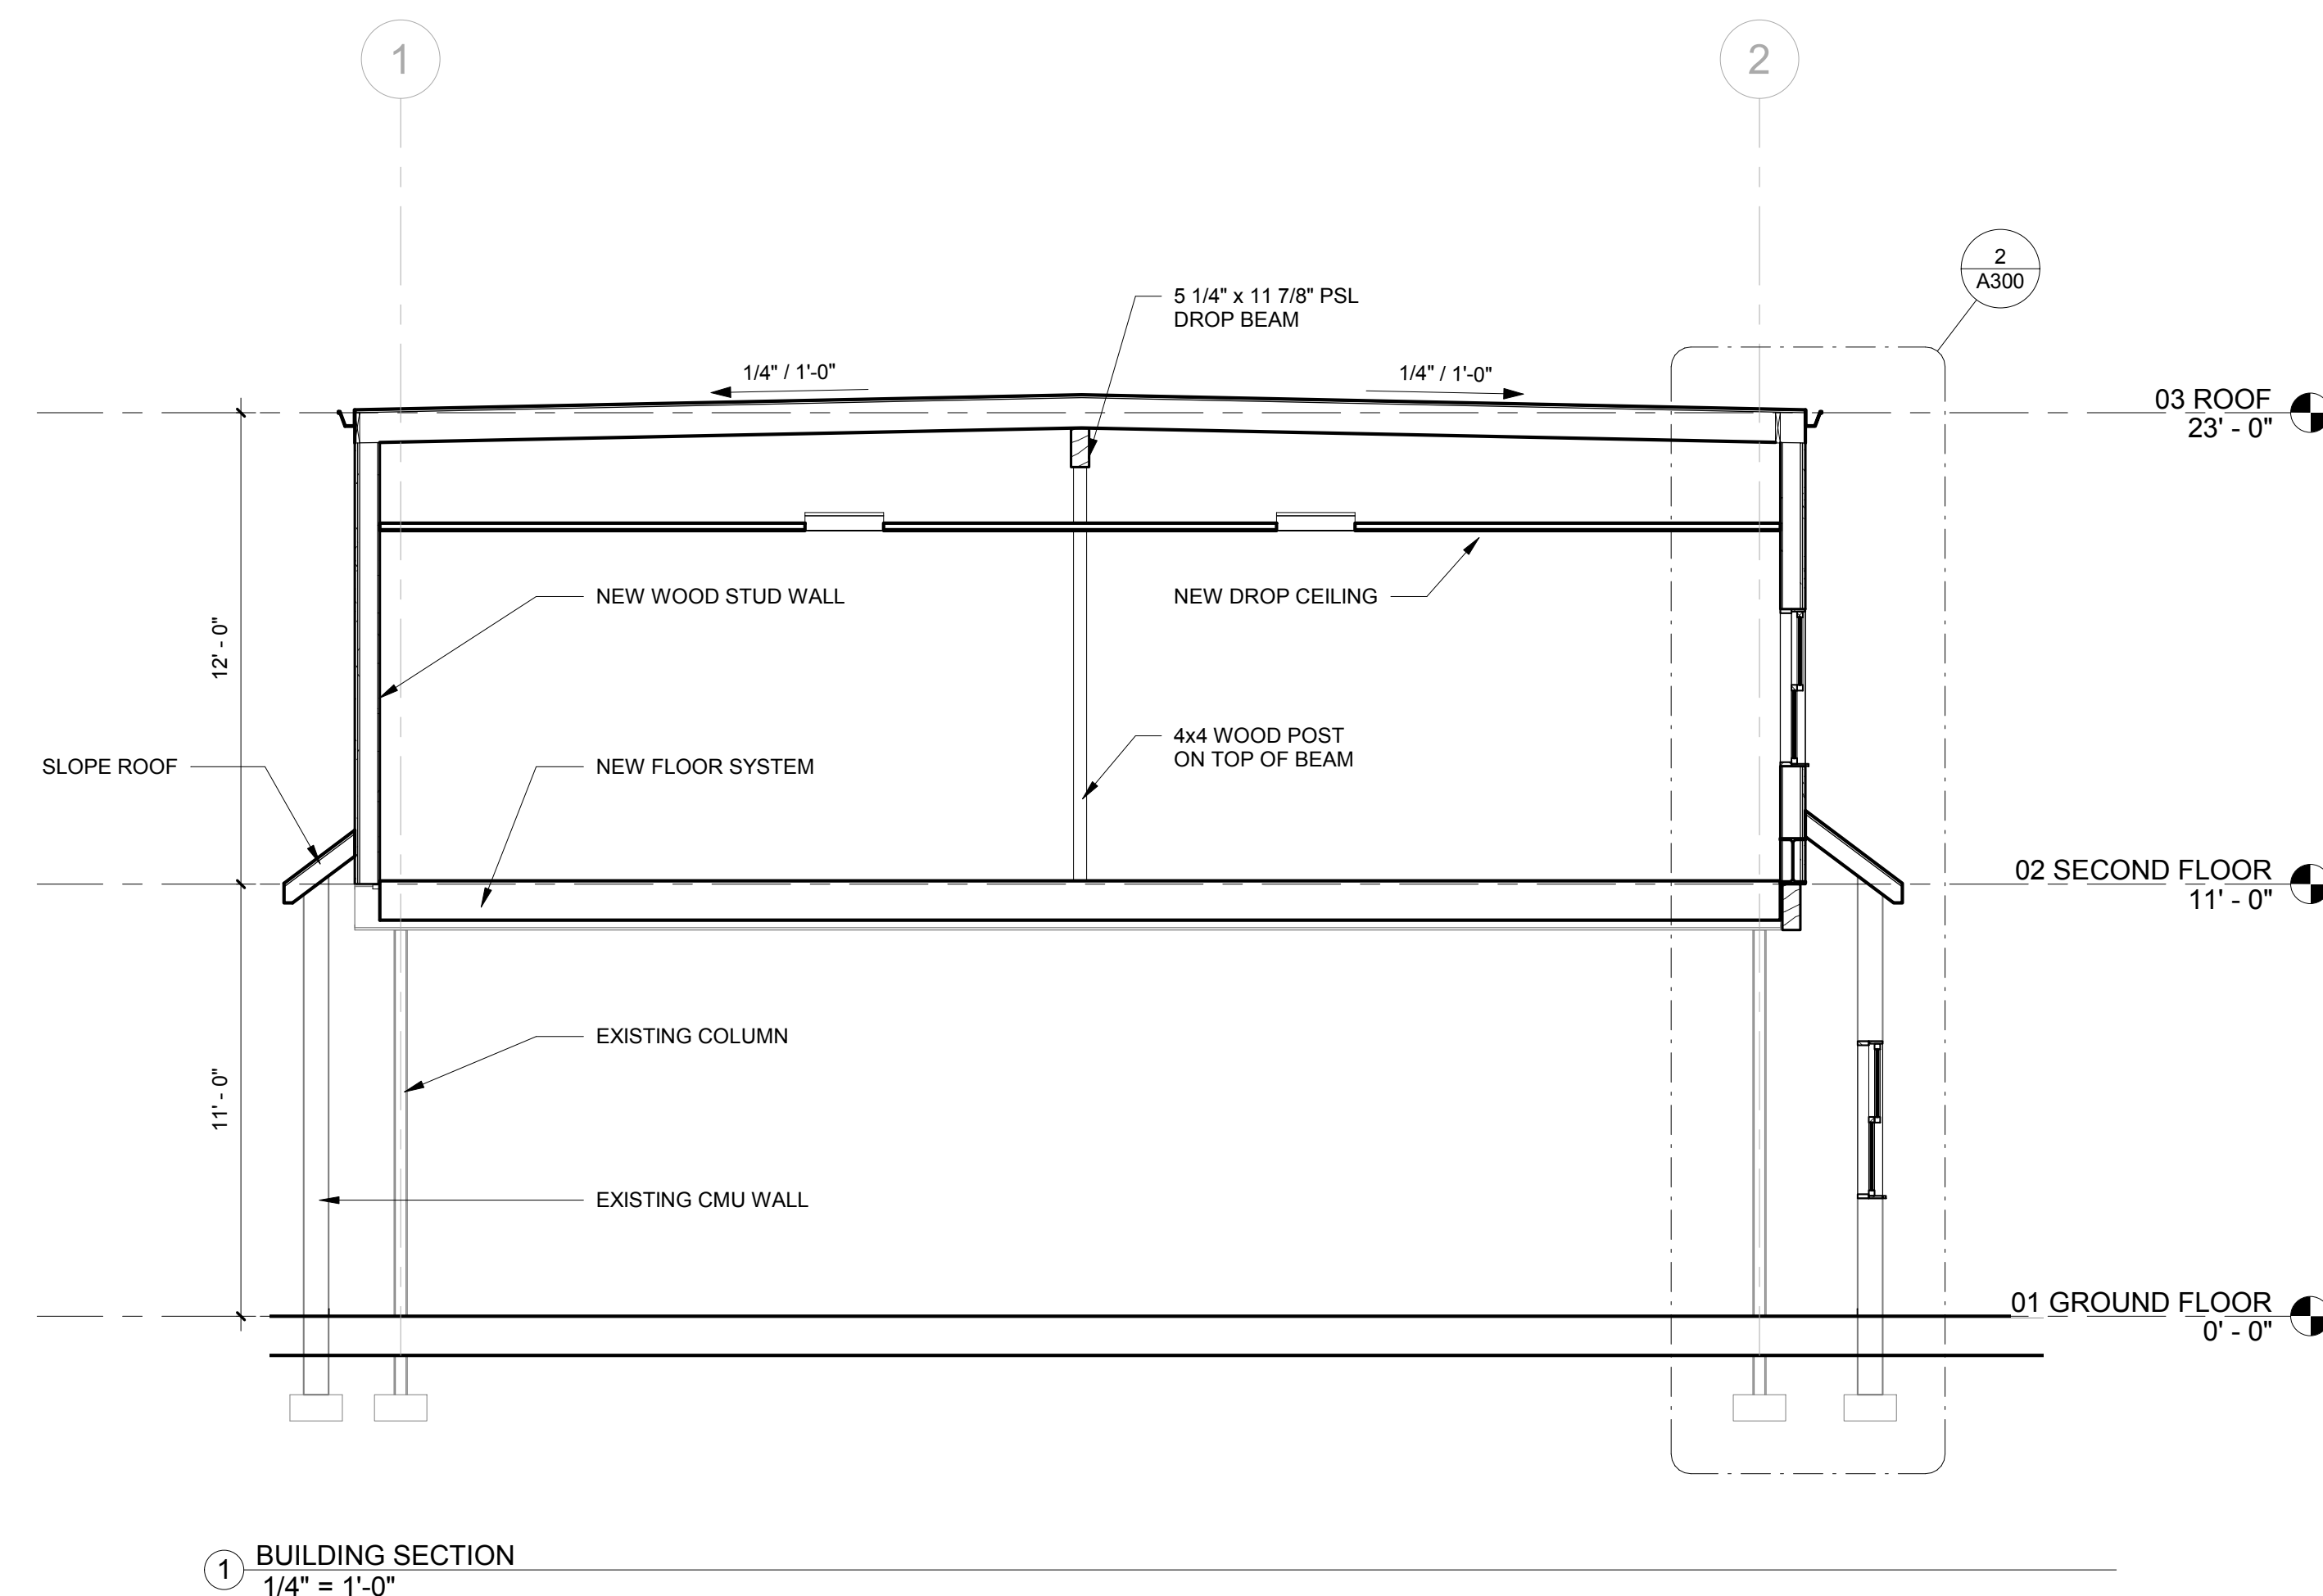 1
2
2
A300
5 1/4" x 11 7/8" PSL
DROP BEAM
1/4" / 1'-0"
1/4" / 1'-0"
03 ROOF
23' - 0"
NEW WOOD STUD WALL
NEW DROP CEILING
12' - 0"
4x4 WOOD POST
ON TOP OF BEAM
SLOPE ROOF
NEW FLOOR SYSTEM
02 SECOND FLOOR
11' - 0"
EXISTING COLUMN
11' - 0"
EXISTING CMU WALL
01 GROUND FLOOR
0' - 0"
1
BUILDING SECTION
1/4" = 1'-0"